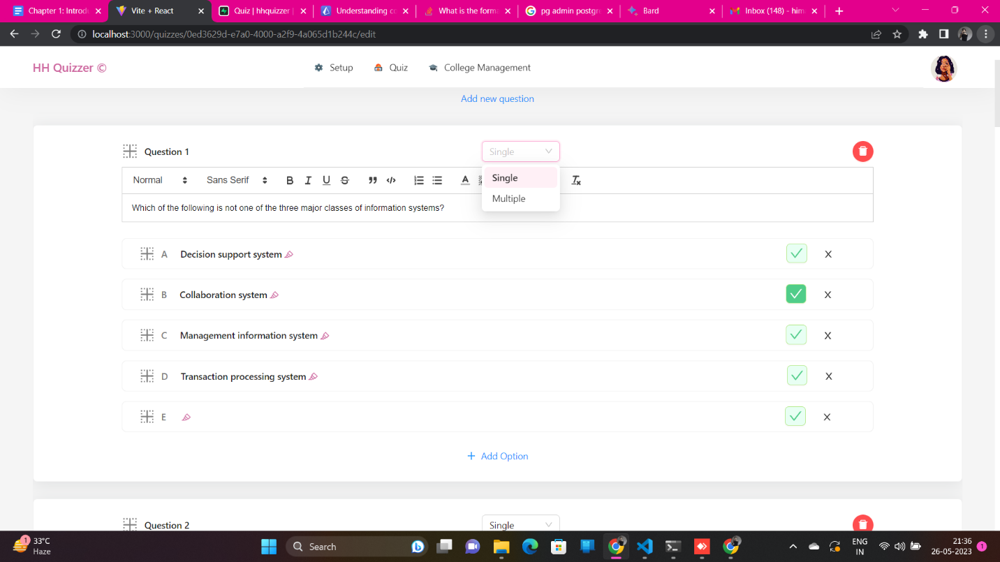 Chapter 1: Introd
Vite + React
Quiz | hhquizzer
Understanding co
What is the forma
pg admin postgr
Bard
Inbox (148) - him
localhost:3000/quizzes/0ed3629d-e7a0-4000-a2f9-4a065d1b244c/edit
HH Quizzer ©
Setup
Quiz
College Management
Add new question
Question 1
Single
Normal
Sans Serif
Single
Multiple
Which of the following is not one of the three major classes of information systems?
A Decision support system
X
B Collaboration system
X
C Management information system
X
D Transaction processing system
X
E
X
+ Add Option
Question 2
Single
1
33°C
Haze
Search
ENG
IN
21:36
26-05-2023
1